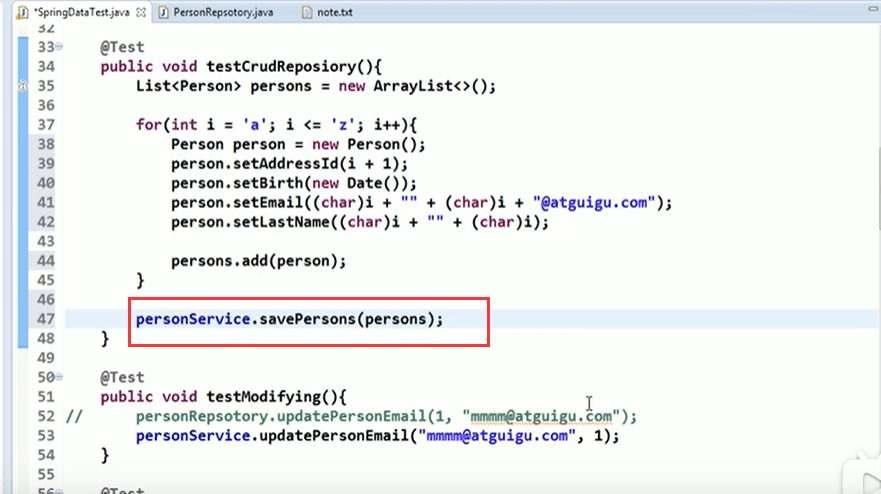 *SpringDataTest.java PersonRepsotory.java note.txt
32
33 @Test
34 public void testCrudReposiory(){
35 List<Person> persons = new ArrayList<>();
36
37 for(int i = 'a'; i <= 'z'; i++){
38 Person person = new Person();
39 person.setAddressId(i + 1);
40 person.setBirth(new Date());
41 person.setEmail((char)i + "" + (char)i + "@atguigu.com");
42 person.setLastName((char)i + "" + (char)i);
43
44 persons.add(person);
45 }
46
47 personService.savePersons(persons);
48 }
49
50 @Test
51 public void testModifying(){
52 // personRepsotory.updatePersonEmail(1, "mmmm@atguigu.com");
53 personService.updatePersonEmail("mmmm@atguigu.com", 1);
54 }
55
56 @Test